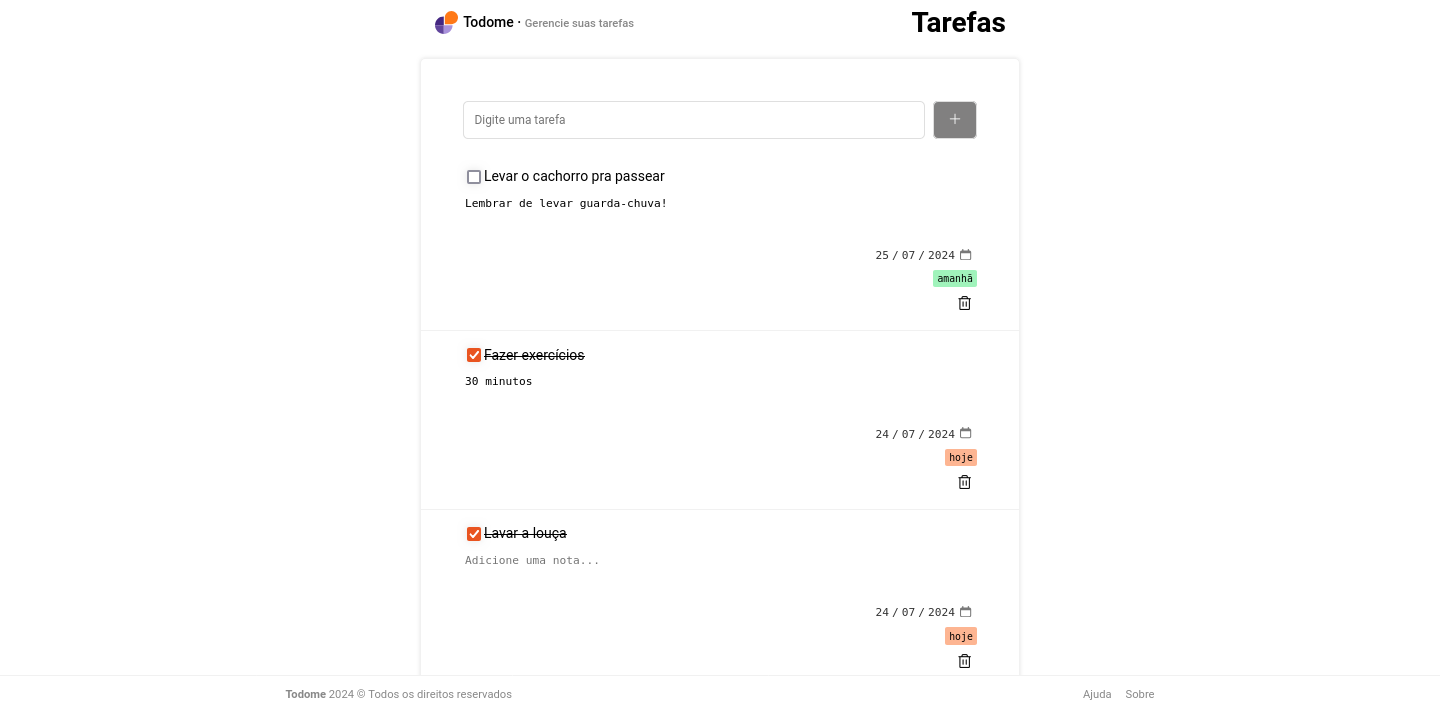 Todome · Gerencie suas tarefas
Tarefas
Digite uma tarefa
+
Levar o cachorro pra passear
Lembrar de levar guarda-chuva!
25/07/2024
amanhã
Fazer exercícios
30 minutos
24/07/2024
hoje
Lavar a louça
Adicione uma nota...
24/07/2024
hoje
Todome 2024 © Todos os direitos reservados
Ajuda Sobre